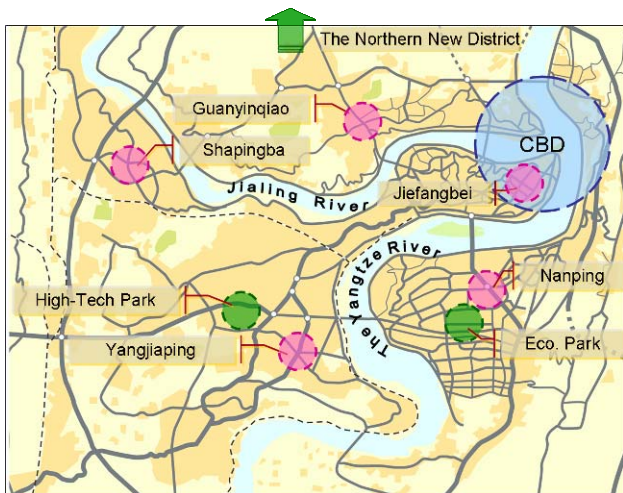 The Northern New District
Guanyinqiao
Shapingba
CBD
Jialing River
Jiefangbei
The Yangtze River
Nanping
High-Tech Park
Eco. Park
Yangjiaping